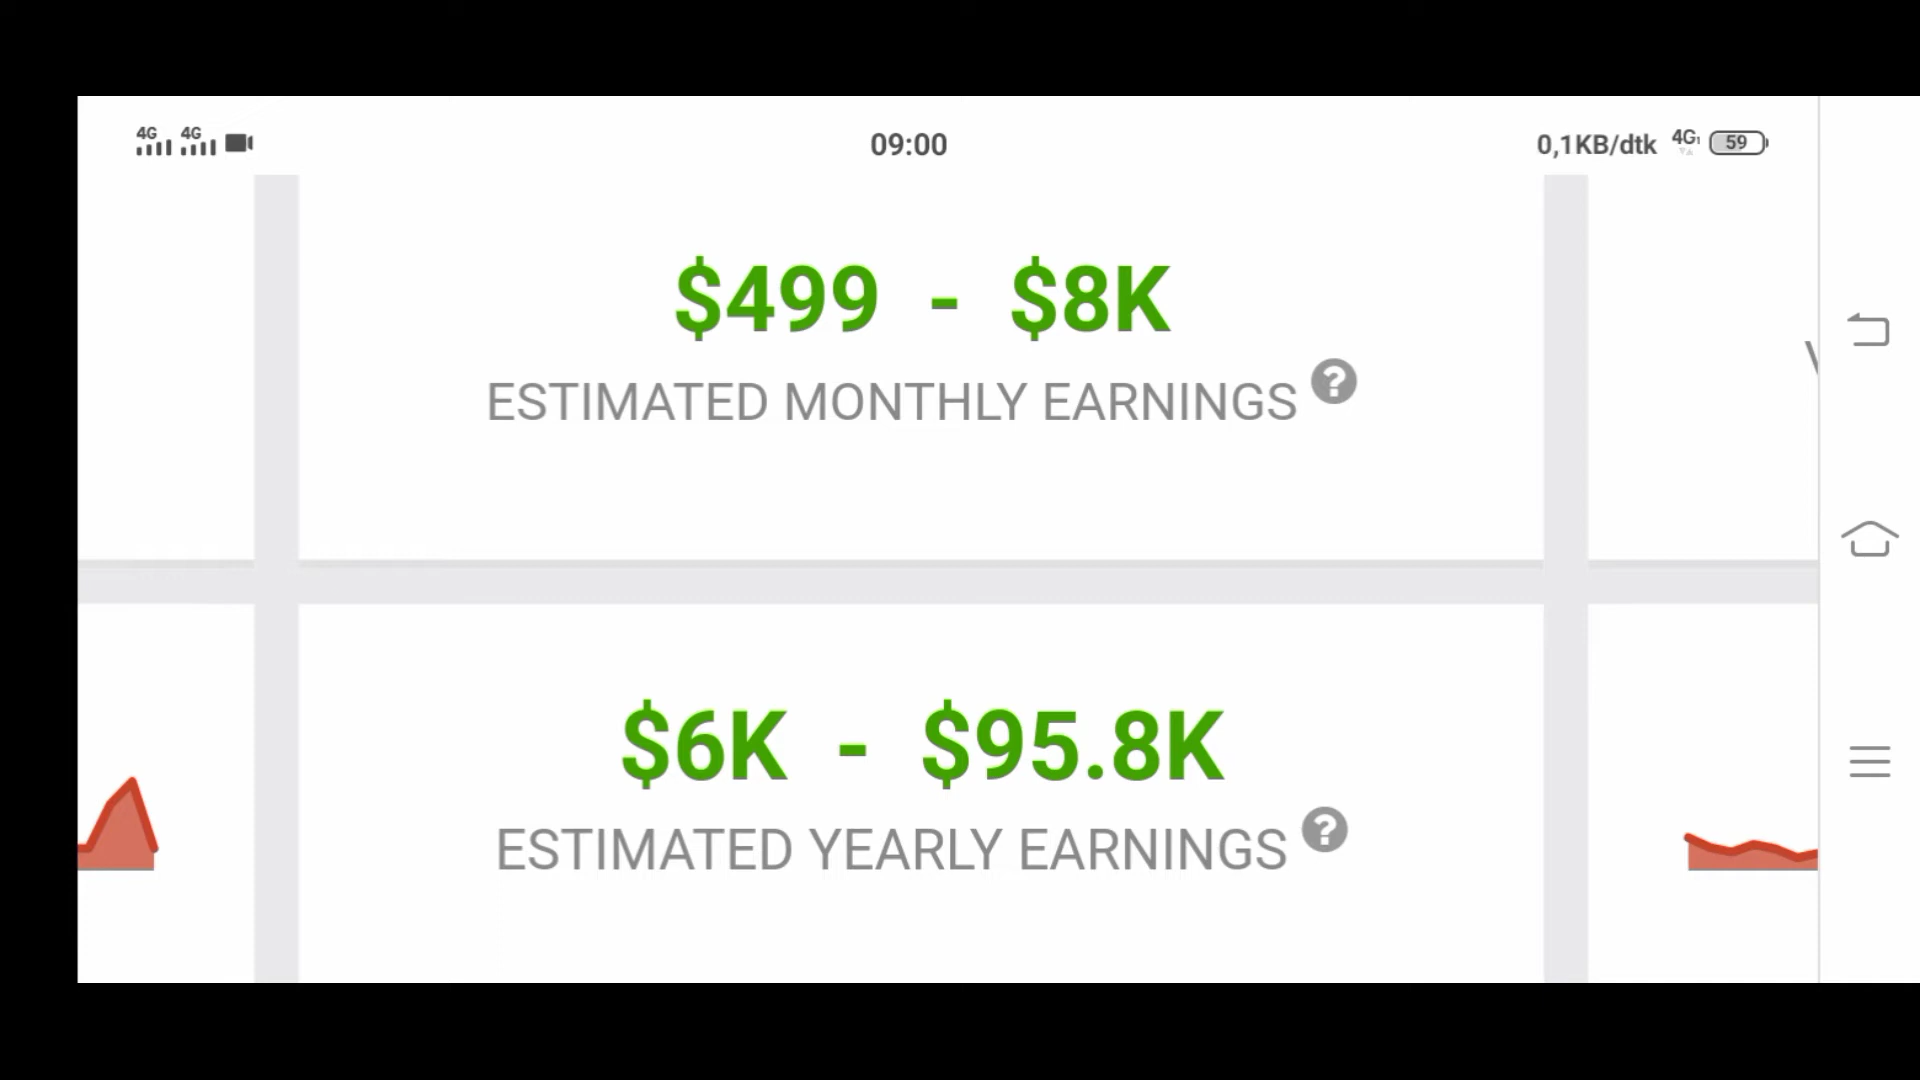 4G 4G 09:00 0,1KB/dtk 4G1 59
$499 - $8K
ESTIMATED MONTHLY EARNINGS ?
$6K - $95.8K
ESTIMATED YEARLY EARNINGS ?